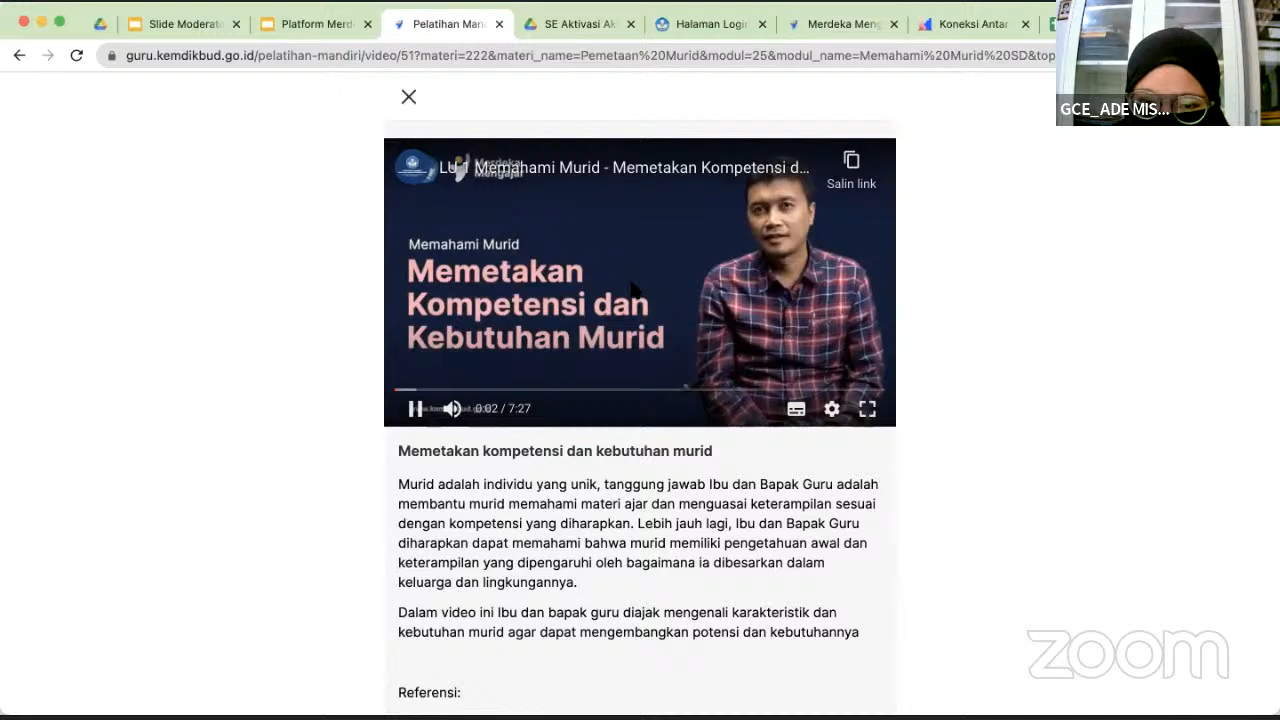 Slide Moderat
Platform Merd
Pelatihan Man
SE Aktivasi Ak
Halaman Login
Merdeka Meng
Koneksi Antar
guru.kemdikbud.go.id/pelatihan-mandiri/video/51?materi=222&materi_name=Pemetaan%20Murid&modul=25&modul_name=Memahami%20Murid%20SD&top
GCE_ADE MIS...
LU 1 Memahami Murid - Memetakan Kompetensi d...
Merdeka
Mengajar
Salin link
Memahami Murid
Memetakan
Kompetensi dan
Kebutuhan Murid
0:02 / 7:27
Memetakan kompetensi dan kebutuhan murid
Murid adalah individu yang unik, tanggung jawab Ibu dan Bapak Guru adalah
membantu murid memahami materi ajar dan menguasai keterampilan sesuai
dengan kompetensi yang diharapkan. Lebih jauh lagi, Ibu dan Bapak Guru
diharapkan dapat memahami bahwa murid memiliki pengetahuan awal dan
keterampilan yang dipengaruhi oleh bagaimana ia dibesarkan dalam
keluarga dan lingkungannya.
Dalam video ini Ibu dan bapak guru diajak mengenali karakteristik dan
kebutuhan murid agar dapat mengembangkan potensi dan kebutuhannya
Referensi:
zoom